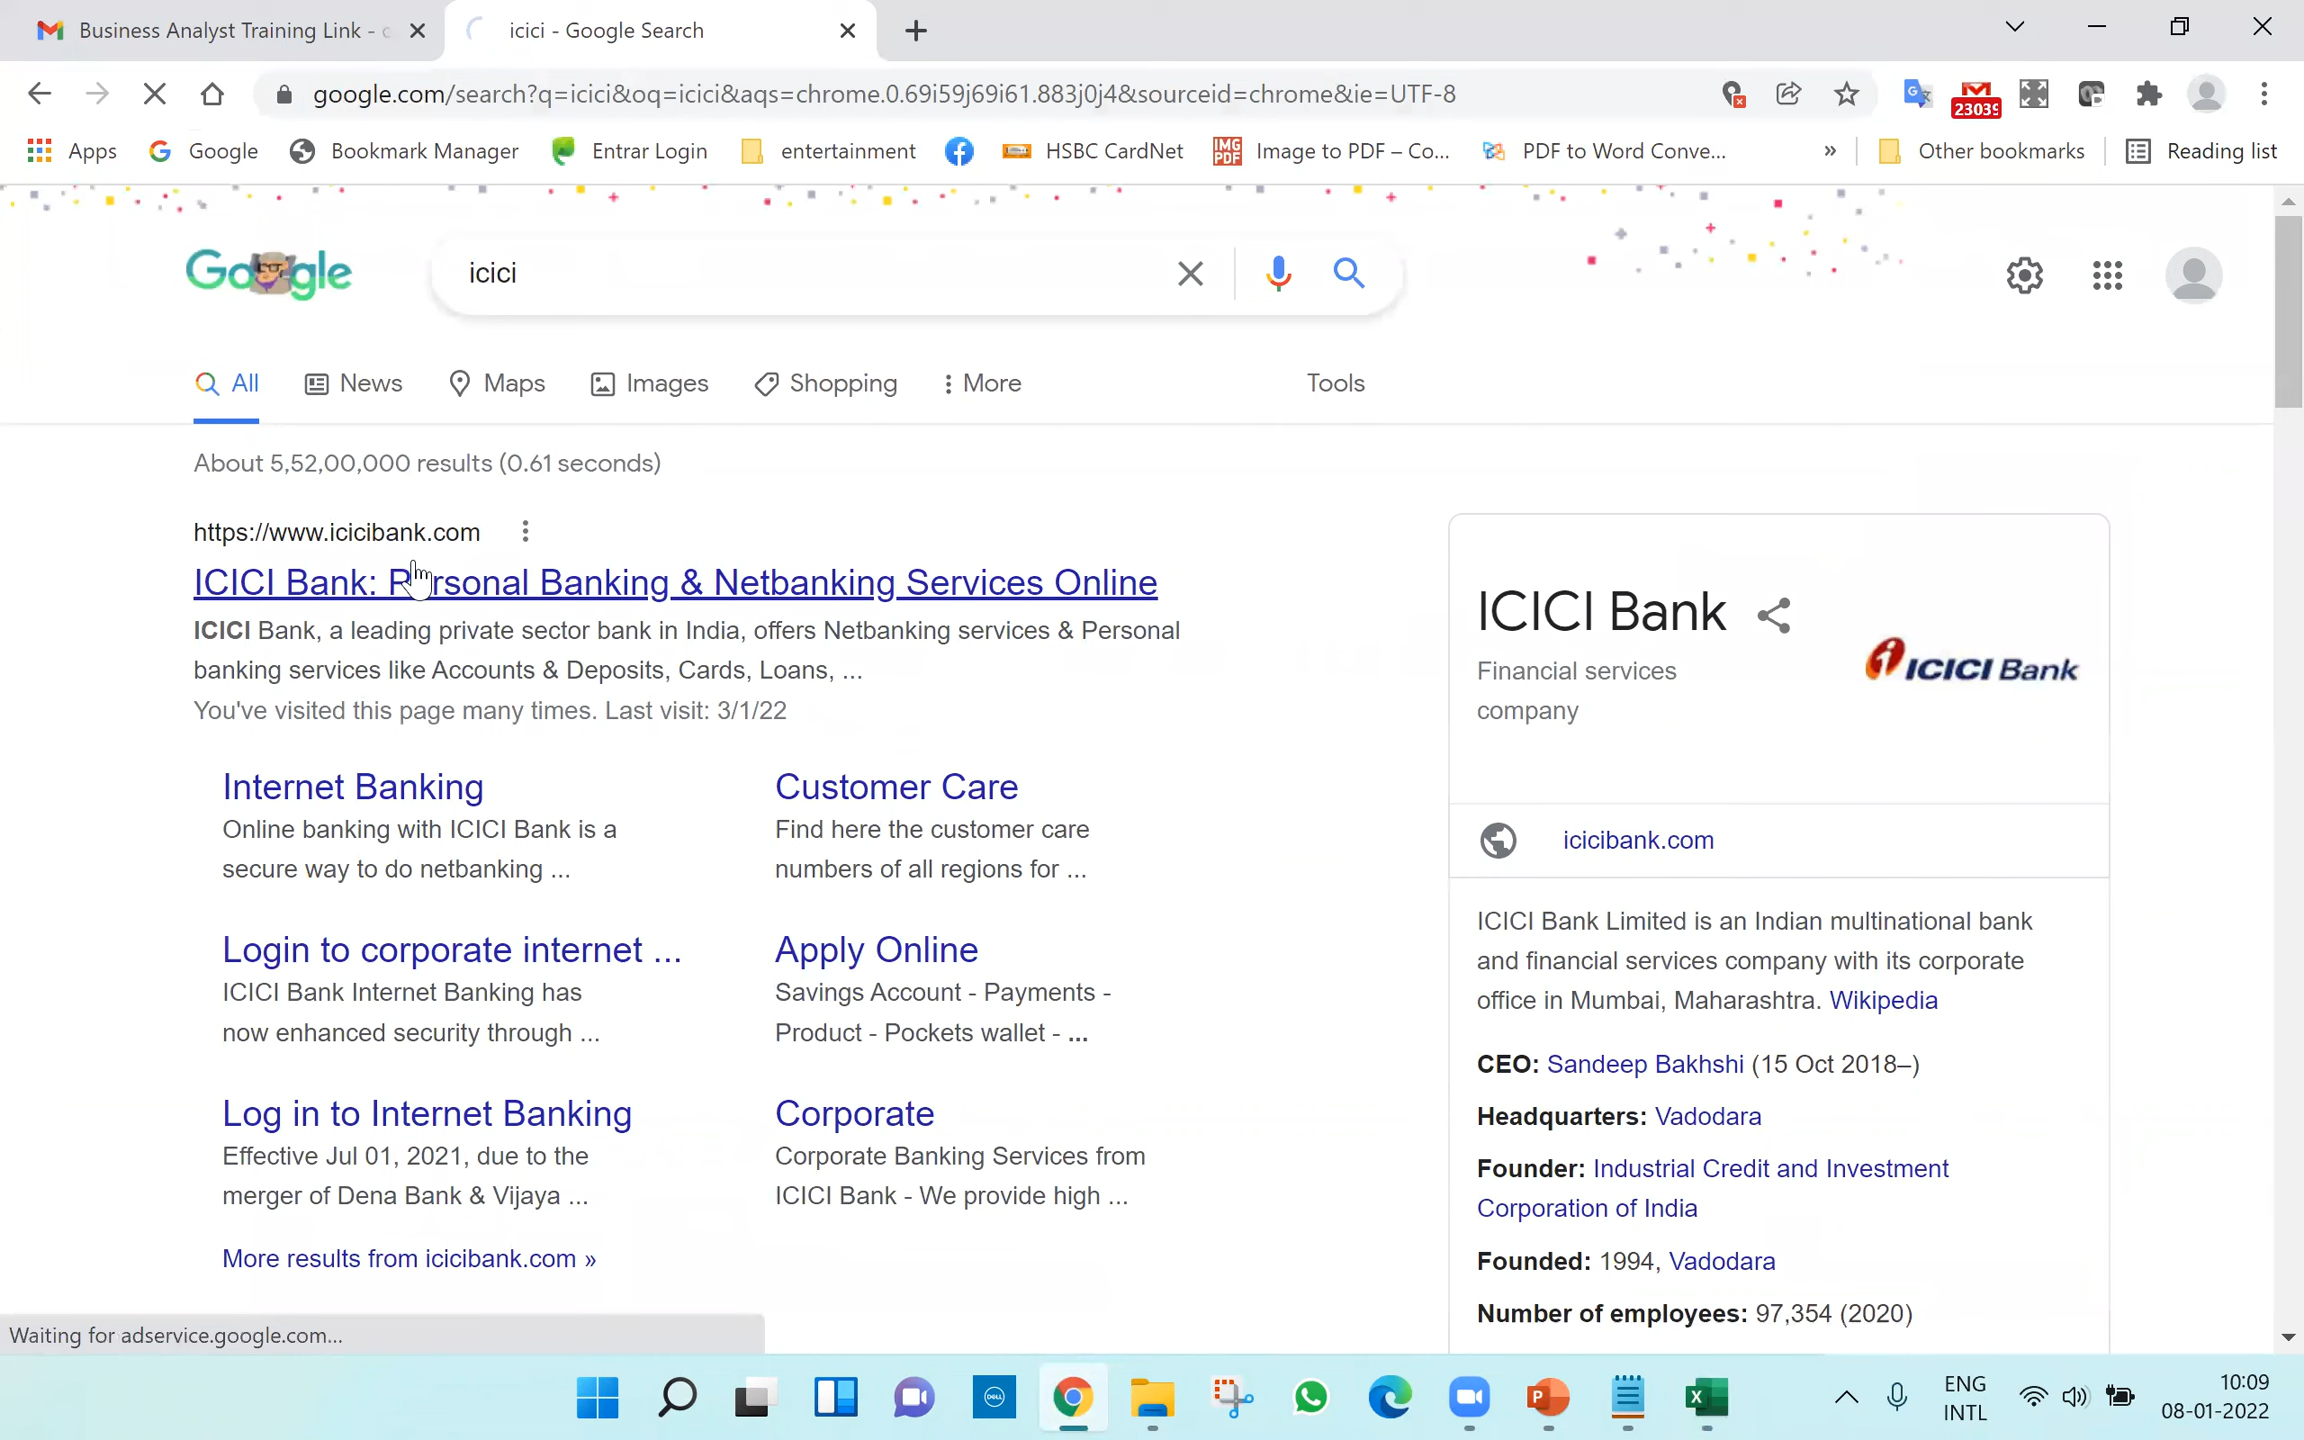 Business Analyst Training Link - c
icici - Google Search
google.com/search?q=icici&oq=icici&aqs=chrome.0.69i59j69i61.883j0j4&sourceid=chrome&ie=UTF-8
23039
Apps
Google
Bookmark Manager
Entrar Login
entertainment
HSBC CardNet
IMG PDF
Image to PDF – Co...
PDF to Word Conve...
»
Other bookmarks
Reading list
Google
icici
All
News
Maps
Images
Shopping
More
Tools
About 5,52,00,000 results (0.61 seconds)
https://www.icicibank.com
ICICI Bank: Personal Banking & Netbanking Services Online
ICICI Bank, a leading private sector bank in India, offers Netbanking services & Personal
banking services like Accounts & Deposits, Cards, Loans, ...
You've visited this page many times. Last visit: 3/1/22
Internet Banking
Online banking with ICICI Bank is a
secure way to do netbanking ...
Customer Care
Find here the customer care
numbers of all regions for ...
Login to corporate internet ...
ICICI Bank Internet Banking has
now enhanced security through ...
Apply Online
Savings Account - Payments -
Product - Pockets wallet - ...
Log in to Internet Banking
Effective Jul 01, 2021, due to the
merger of Dena Bank & Vijaya ...
Corporate
Corporate Banking Services from
ICICI Bank - We provide high ...
More results from icicibank.com »
ICICI Bank
Financial services
company
ICICI Bank
icicibank.com
ICICI Bank Limited is an Indian multinational bank
and financial services company with its corporate
office in Mumbai, Maharashtra. Wikipedia
CEO: Sandeep Bakhshi (15 Oct 2018–)
Headquarters: Vadodara
Founder: Industrial Credit and Investment
Corporation of India
Founded: 1994, Vadodara
Number of employees: 97,354 (2020)
Waiting for adservice.google.com...
DELL
ENG
INTL
10:09
08-01-2022